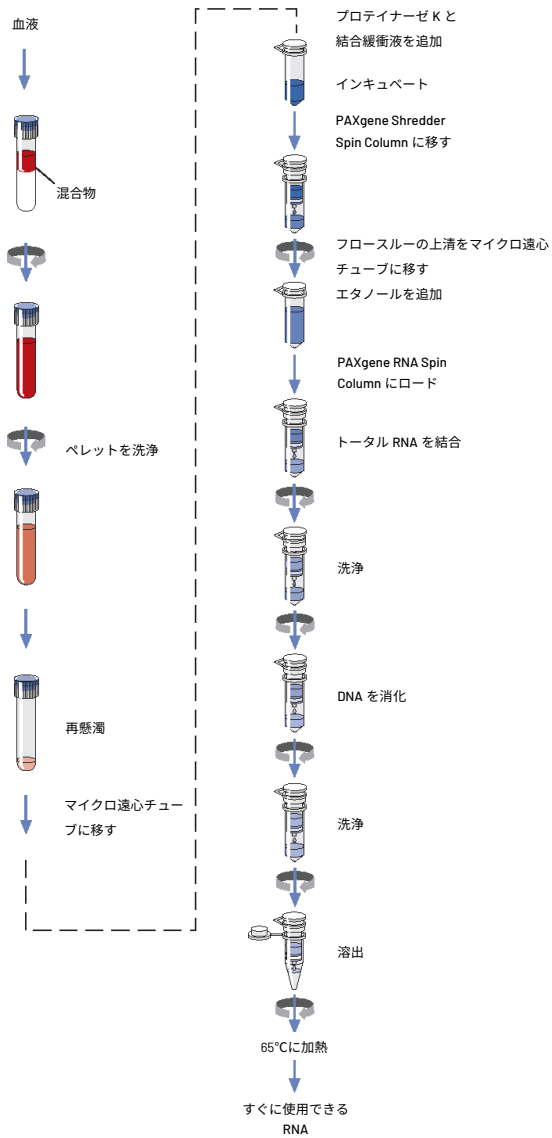 血液
混合物
ペレットを洗浄
再懸濁
マイクロ遠心チュー
ブに移す
プロテイナーゼ K と
結合緩衝液を追加
インキュベート
PAXgene Shredder
Spin Column に移す
フロースルーの上清をマイクロ遠心
チューブに移す
エタノールを追加
PAXgene RNA Spin
Column にロード
トータル RNA を結合
洗浄
DNA を消化
洗浄
溶出
65℃に加熱
すぐに使用できる
RNA